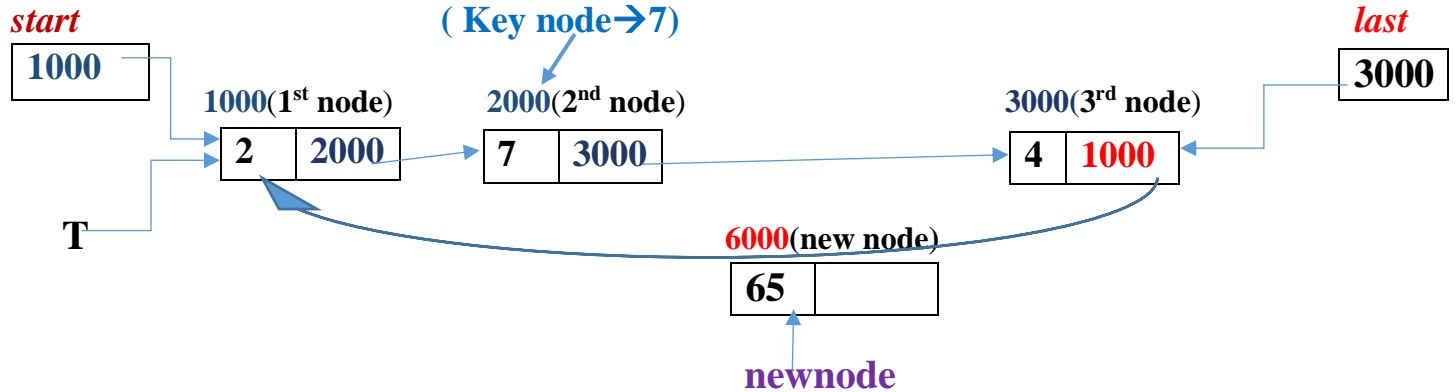 start
( Key node→7)
last
1000
3000
1000(1st node)
2000(2nd node)
3000(3rd node)
2 2000
7 3000
4 1000
T
6000(new node)
65
newnode